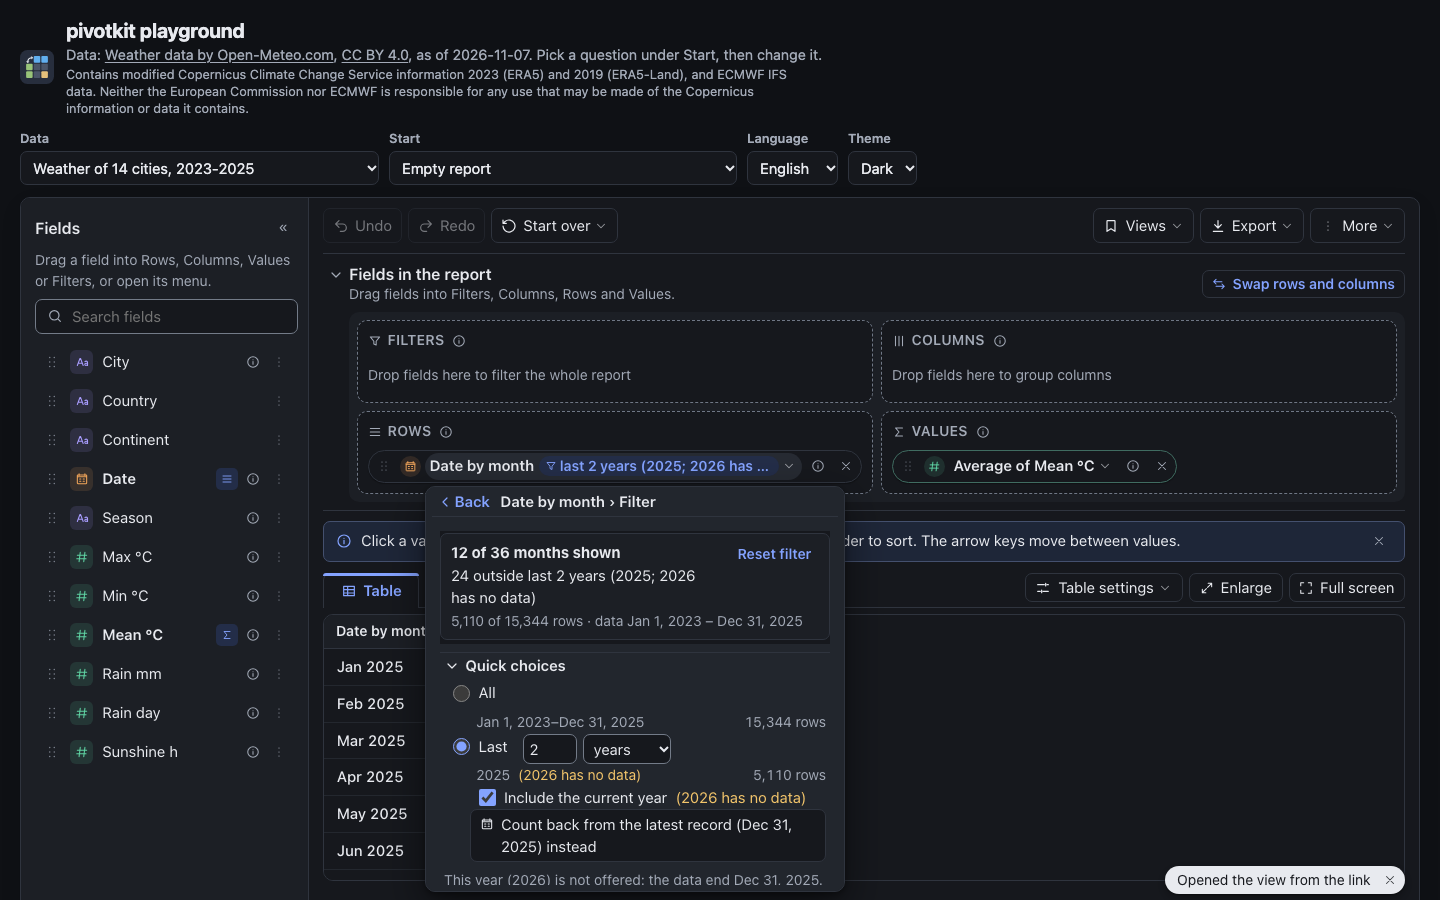 pivotkit playground
Data: Weather data by Open-Meteo.com, CC BY 4.0, as of 2026-11-07. Pick a question under Start, then change it.
Contains modified Copernicus Climate Change Service information 2023 (ERA5) and 2019 (ERA5-Land), and ECMWF IFS
data. Neither the European Commission nor ECMWF is responsible for any use that may be made of the Copernicus
information or data it contains.
Data
Start
Language
Theme
Weather of 14 cities, 2023-2025
Empty report
English
Dark
Fields
«
Drag a field into Rows, Columns, Values
or Filters, or open its menu.
Search fields
Aa City
Aa Country
Aa Continent
Date
Aa Season
# Max °C
# Min °C
# Mean °C Σ
# Rain mm
# Rain day
# Sunshine h
Undo
Redo
Start over
Views
Export
More
Fields in the report
Drag fields into Filters, Columns, Rows and Values.
Swap rows and columns
FILTERS
Drop fields here to filter the whole report
COLUMNS
Drop fields here to group columns
ROWS
Date by month last 2 years (2025; 2026 has ...
Σ VALUES
# Average of Mean °C
Back Date by month › Filter
12 of 36 months shown
Reset filter
24 outside last 2 years (2025; 2026
has no data)
5,110 of 15,344 rows · data Jan 1, 2023 – Dec 31, 2025
Quick choices
All
Jan 1, 2023–Dec 31, 2025 15,344 rows
Last 2 years
2025 (2026 has no data) 5,110 rows
Include the current year (2026 has no data)
Count back from the latest record (Dec 31,
2025) instead
This year (2026) is not offered: the data end Dec 31, 2025.
Click a va
der to sort. The arrow keys move between values.
Table
Table settings
Enlarge
Full screen
Date by mont
Jan 2025
Feb 2025
Mar 2025
Apr 2025
May 2025
Jun 2025
Opened the view from the link